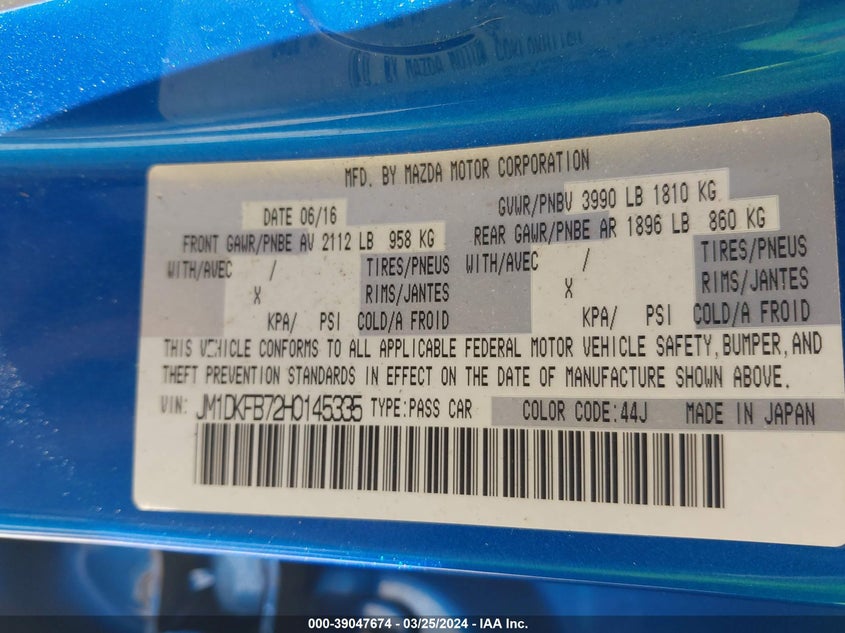 MFD. BY MAZDA MOTOR CORPORATION
DATE 06/16 GVWR/PNBV 3990 LB 1810 KG
FRONT GAWR/PNBE AV 2112 LB 958 KG REAR GAWR/PNBE AR 1896 LB 860 KG
WITH/AVEC / TIRES/PNEUS WITH/AVEC / TIRES/PNEUS
X RIMS/JANTES X RIMS/JANTES
KPA/ PSI COLD/A FROID KPA/ PSI COLD/A FROID
THIS VEHICLE CONFORMS TO ALL APPLICABLE FEDERAL MOTOR VEHICLE SAFETY, BUMPER, AND
THEFT PREVENTION STANDARDS IN EFFECT ON THE DATE OF MANUFACTURE SHOWN ABOVE.
VIN: JM1DKFB72H0145335 TYPE:PASS CAR COLOR CODE:44J MADE IN JAPAN
000-39047674 - 03/25/2024 - IAA Inc.